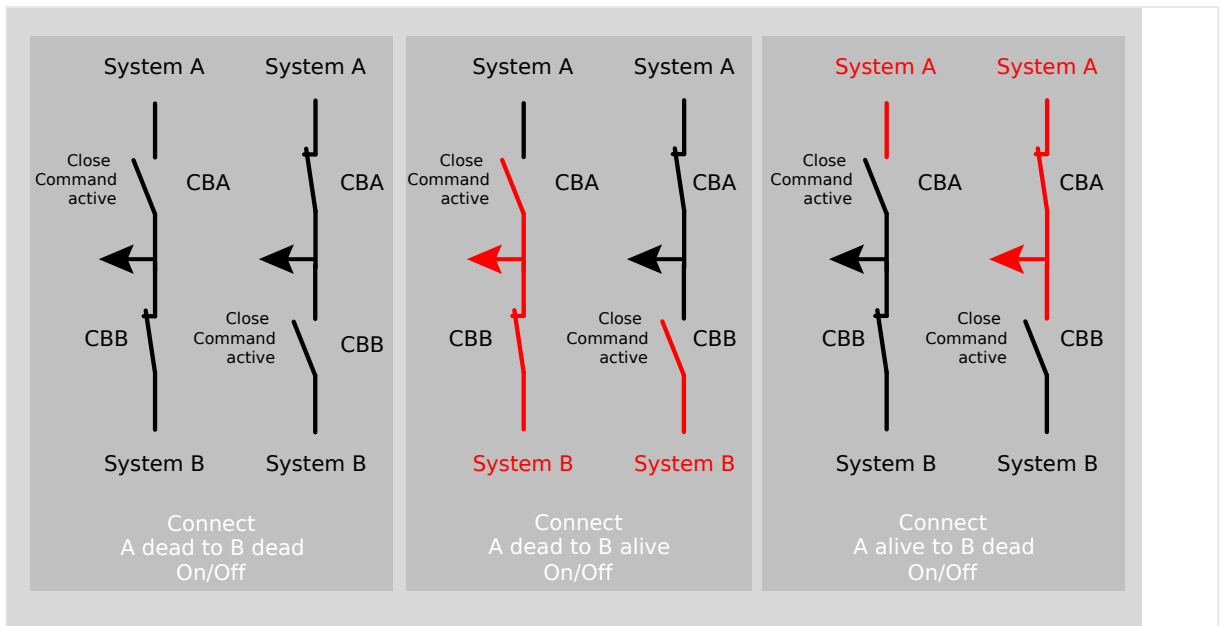 System A
System A
Close
Command
active
CBA
CBA
CBB
Close
Command
active
CBB
System B
System B
Connect
A dead to B dead
On/Off
System A
System A
Close
Command
active
CBA
CBA
CBB
Close
Command
active
CBB
System B
System B
Connect
A dead to B alive
On/Off
System A
System A
Close
Command
active
CBA
CBA
CBB
Close
Command
active
CBB
System B
System B
Connect
A alive to B dead
On/Off